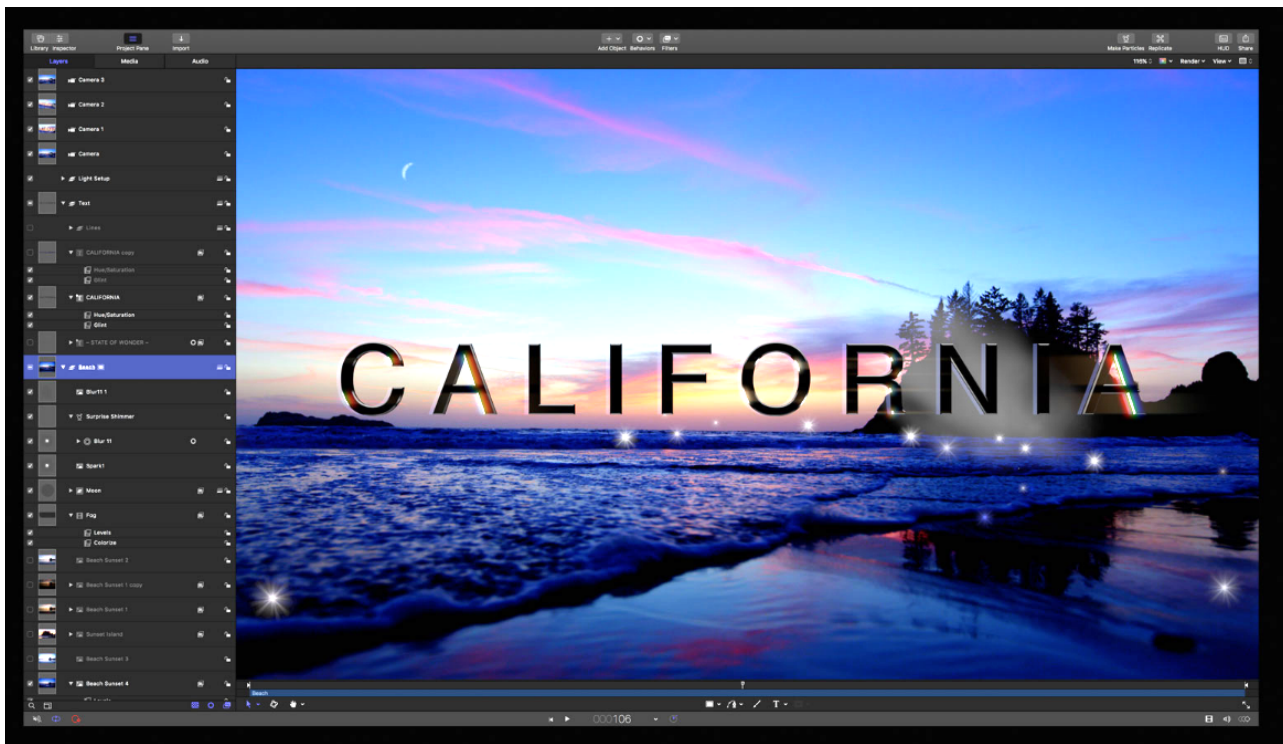 Library Inspector Project Pane Import Add Object Behaviors Filters Make Particles Replicate HUD Share
Layers Media Audio 116% Render View
Camera 3
Camera 2
Camera 1
Camera
Light Setup
Text
Lines
CALIFORNIA copy
Hue/Saturation
Glint
CALIFORNIA
Hue/Saturation
Glint
- STATE OF WONDER -
Beach
Blur11 1
Surprise Shimmer
Blur 11
Spark1
Moon
Fog
Levels
Colorize
Beach Sunset 2
Beach Sunset 1 copy
Beach Sunset 1
Sunset Island
Beach Sunset 3
Beach Sunset 4
CALIFORNIA
Beach
T
000106